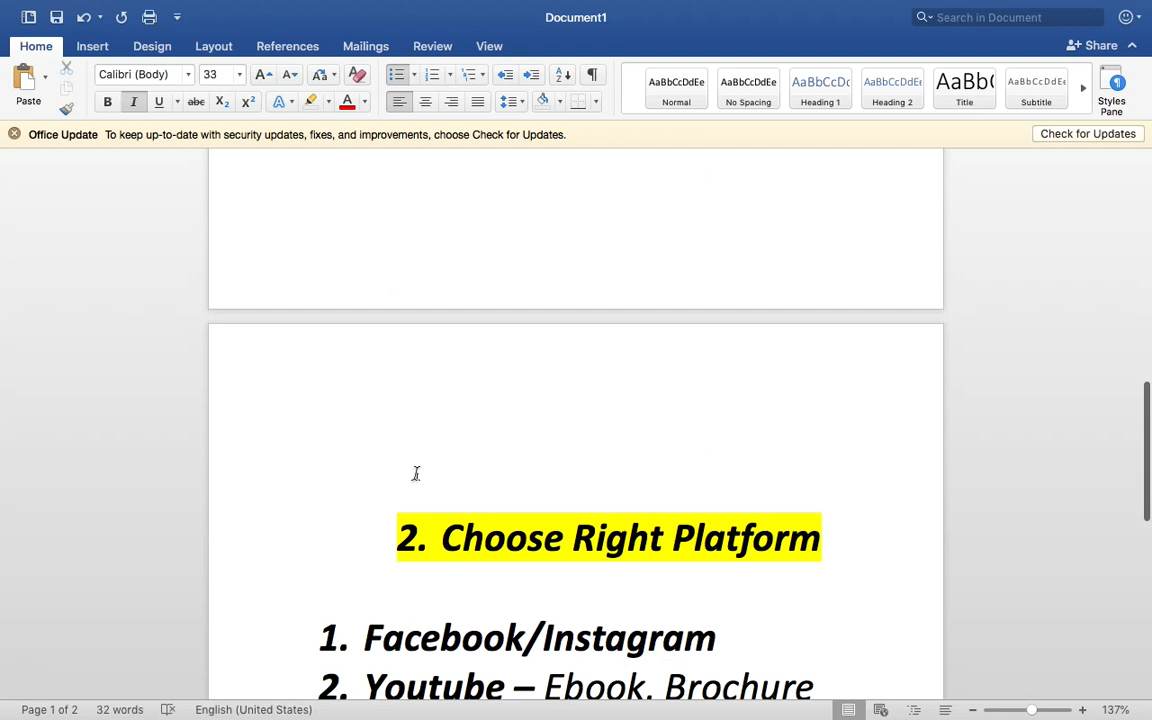 Document1
Search in Document
Home Insert Design Layout References Mailings Review View
Share
Paste
Calibri (Body) 33
AaBbCcDdEe AaBbCcDdEe AaBbCcDc AaBbCcDdEe AaBb( AaBbCcDdEe
Normal No Spacing Heading 1 Heading 2 Title Subtitle
Styles Pane
Office Update To keep up-to-date with security updates, fixes, and improvements, choose Check for Updates.
Check for Updates
2. Choose Right Platform
1. Facebook/Instagram
2. Youtube – Ebook, Brochure
Page 1 of 2 32 words English (United States) 137%